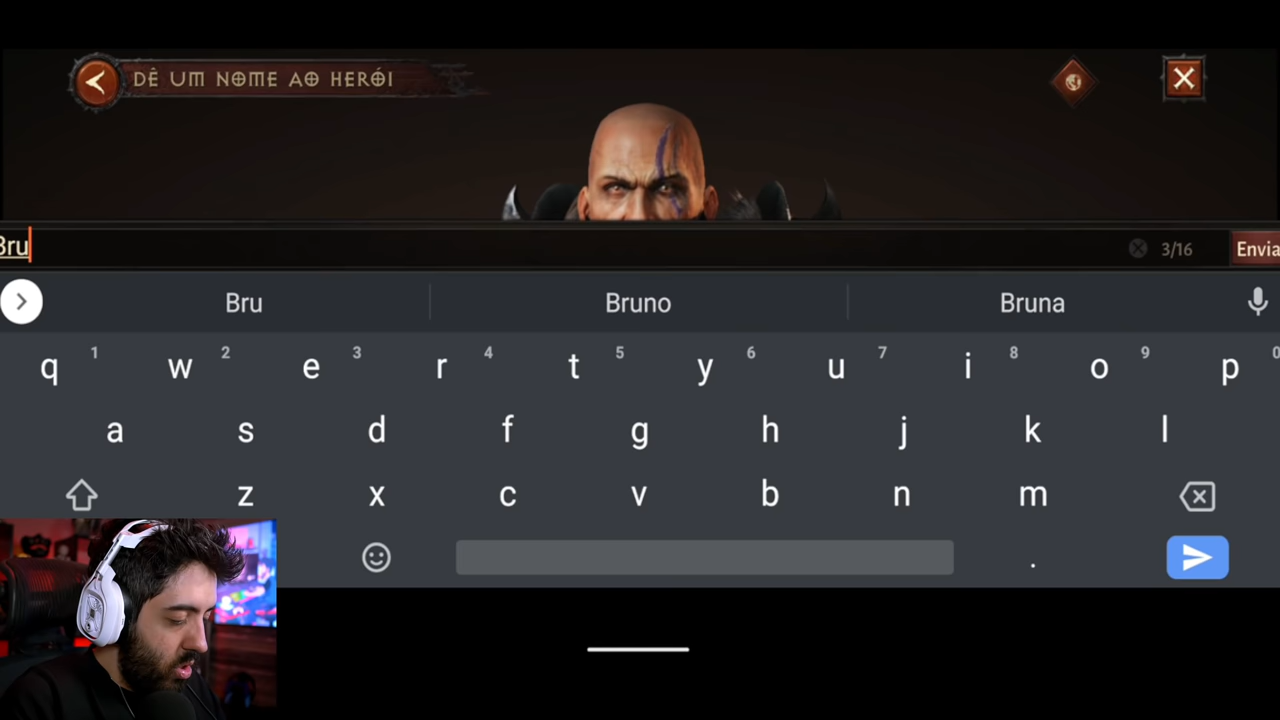 DÊ UM NOME AO HERÓI
Bru
3/16
Envia
Bru Bruno Bruna
q 1 w 2 e 3 r 4 t 5 y 6 u 7 i 8 o 9 p 0
a s d f g h j k l
z x c v b n m
.